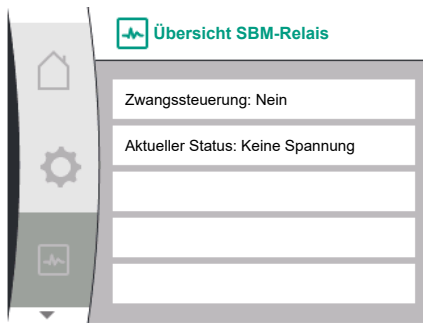 Übersicht SBM-Relais
Zwangssteuerung: Nein
Aktueller Status: Keine Spannung